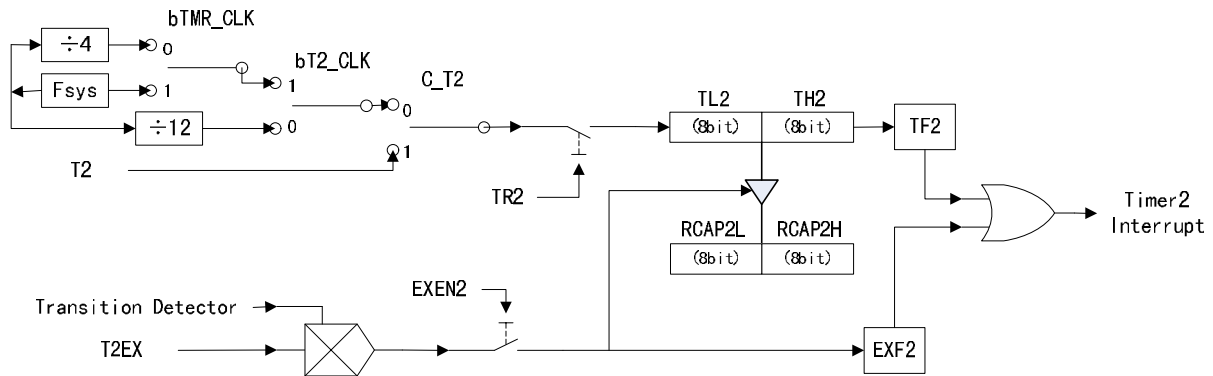 bTMR_CLK
÷4
0
bT2_CLK
Fsys
1
1
C_T2
÷12
0
0
TL2 TH2
(8bit) (8bit)
TF2
T2
1
TR2
Timer2
Interrupt
RCAP2L RCAP2H
(8bit) (8bit)
EXEN2
Transition Detector
T2EX
EXF2